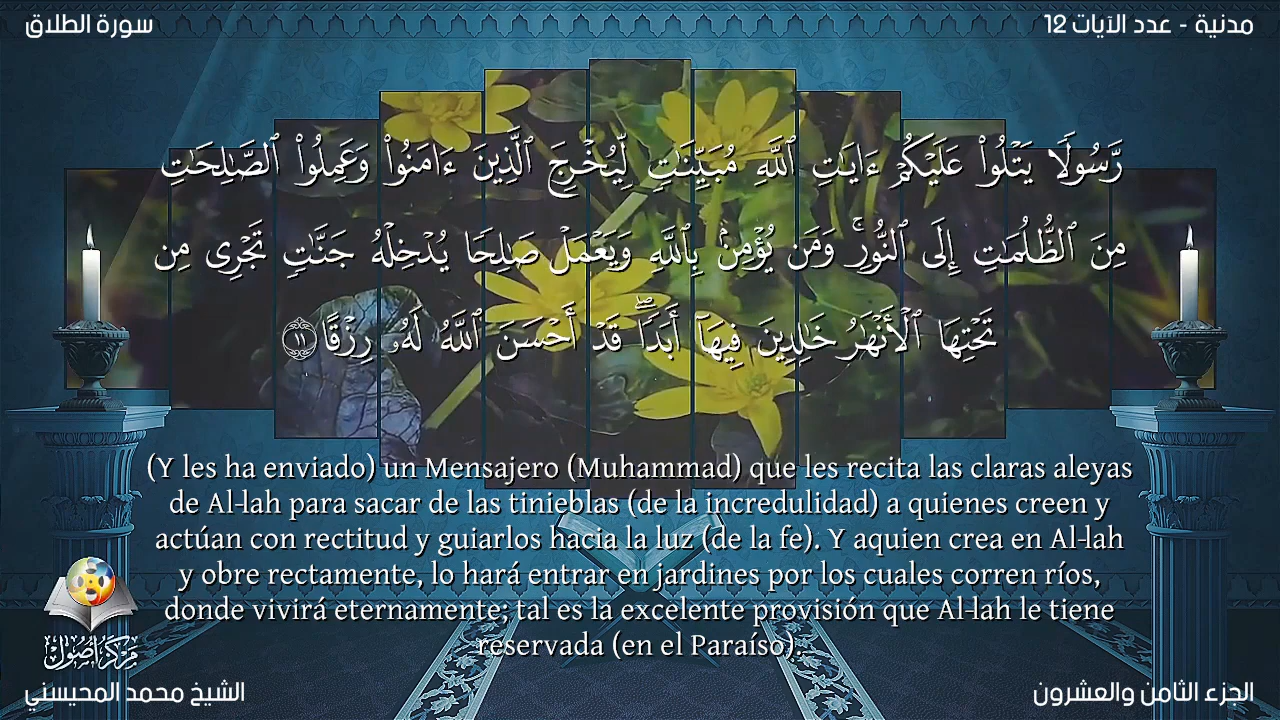 سورة الطلاق
مدنية - عدد الآيات 12
رَّسُولًا يَتْلُوا۟ عَلَيْكُمْ ءَايَـٰتِ ٱللَّهِ مُبَيِّنَـٰتٍ لِّيُخْرِجَ ٱلَّذِينَ ءَامَنُوا۟ وَعَمِلُوا۟ ٱلصَّـٰلِحَـٰتِ
مِنَ ٱلظُّلُمَـٰتِ إِلَى ٱلنُّورِ ۚ وَمَن يُؤْمِنۢ بِٱللَّهِ وَيَعْمَلْ صَـٰلِحًا يُدْخِلْهُ جَنَّـٰتٍ تَجْرِى مِن
تَحْتِهَا ٱلْأَنْهَـٰرُ خَـٰلِدِينَ فِيهَآ أَبَدًا ۖ قَدْ أَحْسَنَ ٱللَّهُ لَهُۥ رِزْقًا ١١
(Y les ha enviado) un Mensajero (Muhammad) que les recita las claras aleyas
de Al-lah para sacar de las tinieblas (de la incredulidad) a quienes creen y
actúan con rectitud y guiarlos hacia la luz (de la fe). Y aquien crea en Al-lah
y obre rectamente, lo hará entrar en jardines por los cuales corren ríos,
donde vivirá eternamente; tal es la excelente provisión que Al-lah le tiene
reservada (en el Paraíso).
مركز أصول
الشيخ محمد المحيسني
الجزء الثامن والعشرون